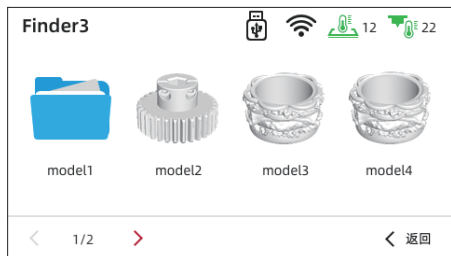 Finder3 12 22
model1 model2 model3 model4
1/2 返回